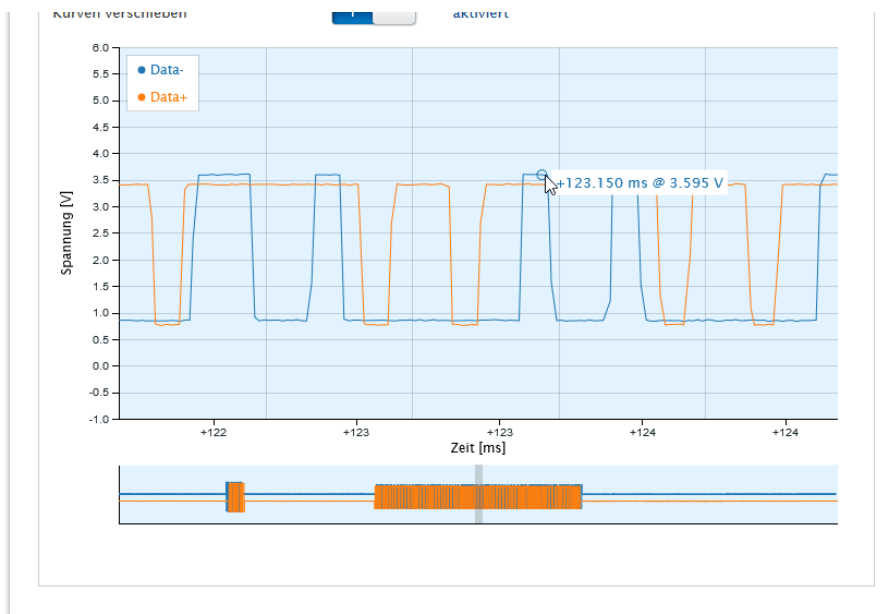 Kurven verschieben aktiviert
6.0
5.5
5.0
4.5
4.0
3.5
3.0
2.5
2.0
1.5
1.0
0.5
0.0
-0.5
-1.0
Spannung [V]
Data-
Data+
+123.150 ms @ 3.595 V
+122 +123 +123 +124 +124
Zeit [ms]